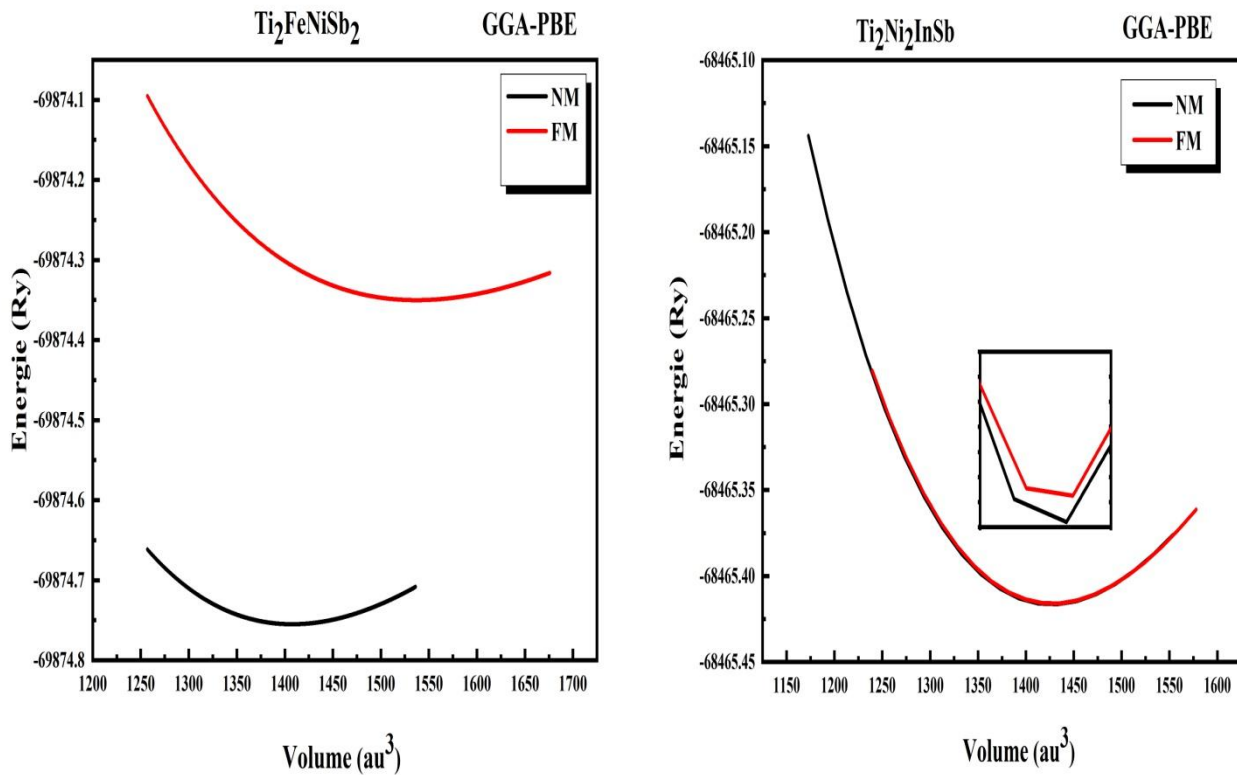 Ti₂FeNiSb₂ GGA-PBE
NM
FM
-69874.1
-69874.2
-69874.3
-69874.4
-69874.5
-69874.6
-69874.7
-69874.8
Energie (Ry)
1200 1250 1300 1350 1400 1450 1500 1550 1600 1650 1700
Volume (au³)
Ti₂Ni₂InSb GGA-PBE
NM
FM
-68465.10
-68465.15
-68465.20
-68465.25
-68465.30
-68465.35
-68465.40
-68465.45
Energie (Ry)
1150 1200 1250 1300 1350 1400 1450 1500 1550 1600
Volume (au³)